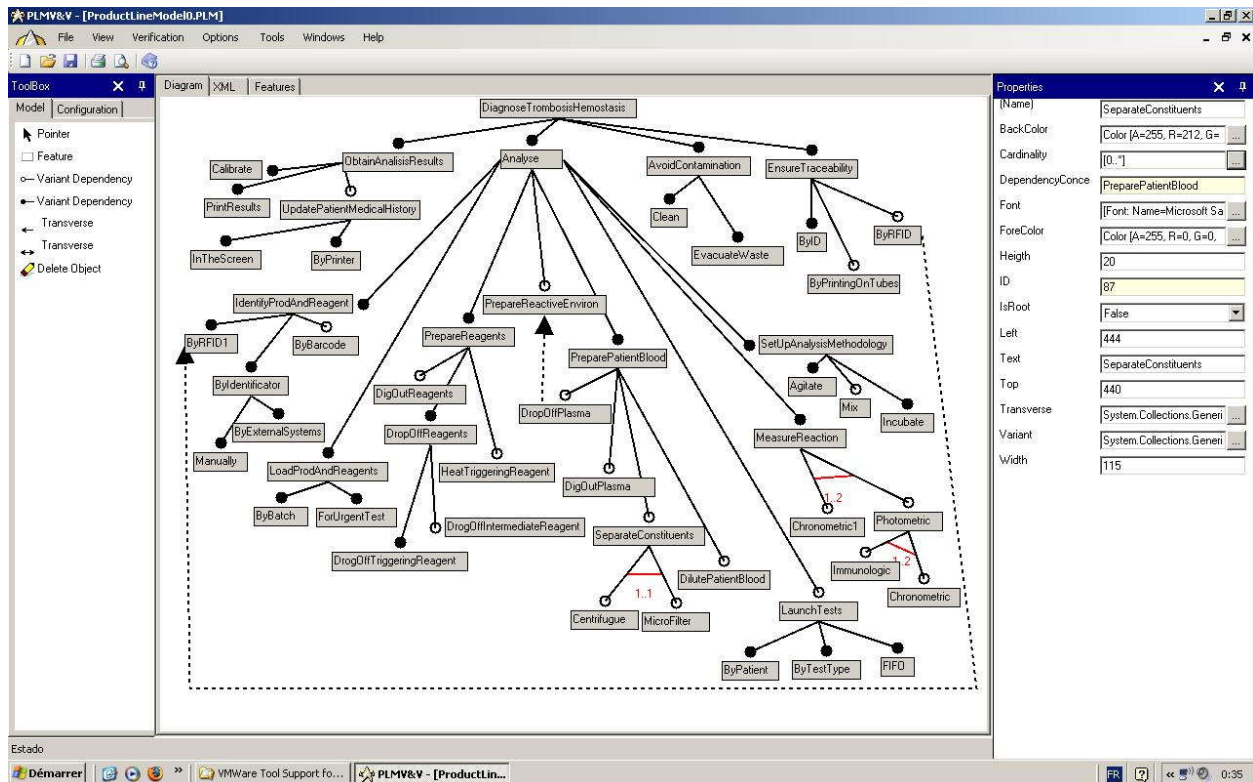 PLMV&V - [ProductLineModel0.PLM]
File View Verification Options Tools Windows Help
ToolBox
Model Configuration
Pointer
Feature
Variant Dependency
Variant Dependency
Transverse
Transverse
Delete Object
Diagram XML Features
DiagnoseTrombosisHemostasis
Calibrate
ObtainAnalisisResults
Analyse
AvoidContamination
EnsureTraceability
PrintResults
UpdatePatientMedicalHistory
Clean
ByID
ByRFID
InTheScreen
ByPrinter
EvacuateWaste
ByPrintingOnTubes
IdentifyProdAndReagent
PrepareReactiveEnviron
ByRFID1
ByBarcode
PrepareReagents
PreparePatientBlood
SetUpAnalysisMethodology
ByIdentificator
DigOutReagents
DropOffPlasma
Agitate
Mix
Incubate
ByExternalSystems
DropOffReagents
MeasureReaction
Manually
LoadProdAndReagents
HeatTriggeringReagent
DigOutPlasma
1..2
ByBatch
ForUrgentTest
DrogOffIntermediateReagent
SeparateConstituents
Chronometric1
Photometric
DrogOffTriggeringReagent
DilutePatientBlood
Immunologic
1..2
1..1
Chronometric
Centrifugue
MicroFilter
LaunchTests
ByPatient
ByTestType
FIFO
Properties
(Name) SeparateConstituents
BackColor Color [A=255, R=212, G= ...
Cardinality [0..*] ...
DependencyConce PreparePatientBlood
Font [Font: Name=Microsoft Sa ...
ForeColor Color [A=255, R=0, G=0, ...
Heigth 20
ID 87
IsRoot False
Left 444
Text SeparateConstituents
Top 440
Transverse System.Collections.Generi ...
Variant System.Collections.Generi ...
Width 115
Estado
Démarrer » VMWare Tool Support fo... PLMV&V - [ProductLin... FR ? « 0:35